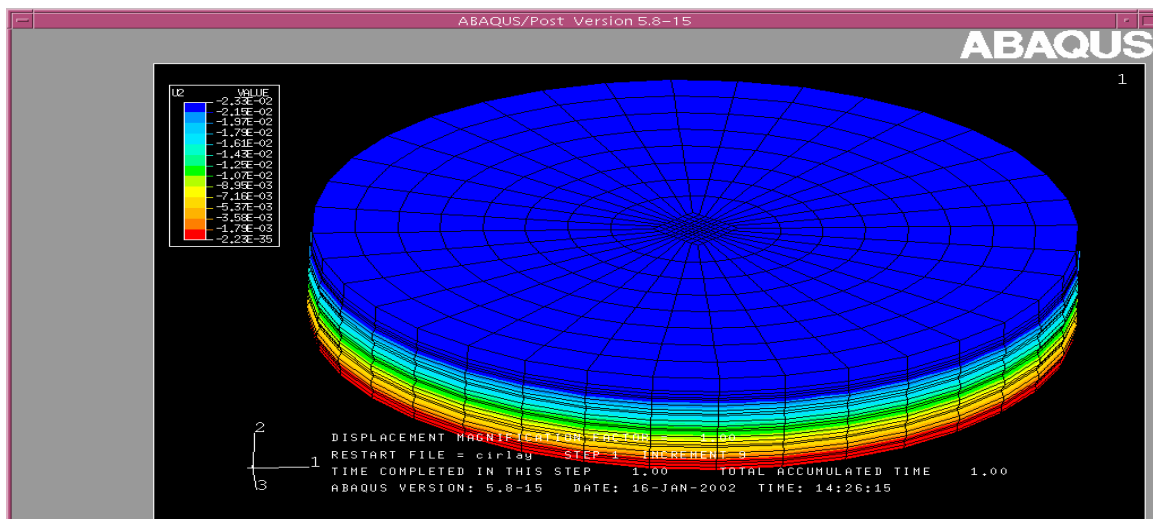 ABAQUS/Post Version 5.8-15
ABAQUS
1
U2 VALUE
-2.33E-02
-2.15E-02
-1.97E-02
-1.79E-02
-1.61E-02
-1.43E-02
-1.25E-02
-1.07E-02
-8.95E-03
-7.16E-03
-5.37E-03
-3.58E-03
-1.79E-03
-2.23E-35
2
1
3
DISPLACEMENT MAGNIFICATION FACTOR = 1.00
RESTART FILE = cirlay STEP 1 INCREMENT 9
TIME COMPLETED IN THIS STEP 1.00 TOTAL ACCUMULATED TIME 1.00
ABAQUS VERSION: 5.8-15 DATE: 16-JAN-2002 TIME: 14:26:15